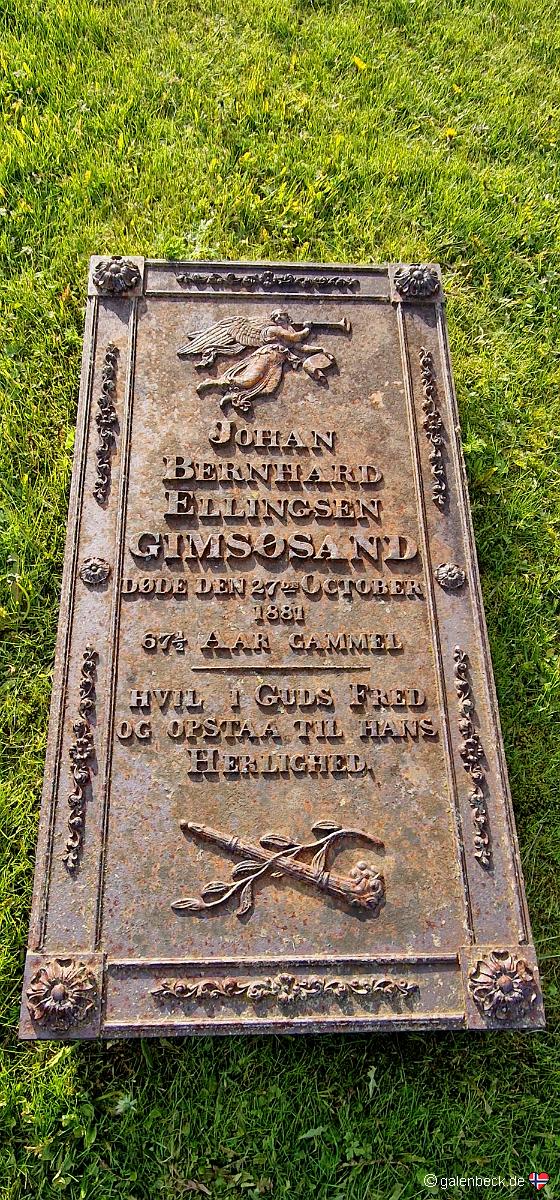 JOHAN
BERNHARD
ELLINGSEN
GIMSØSAND
DØDE DEN 27DE OCTOBER
1881
67½ AAR GAMMEL
HVIL I GUDS FRED
OG OPSTAA TIL HANS
HERLIGHED.
© galenbeck.de